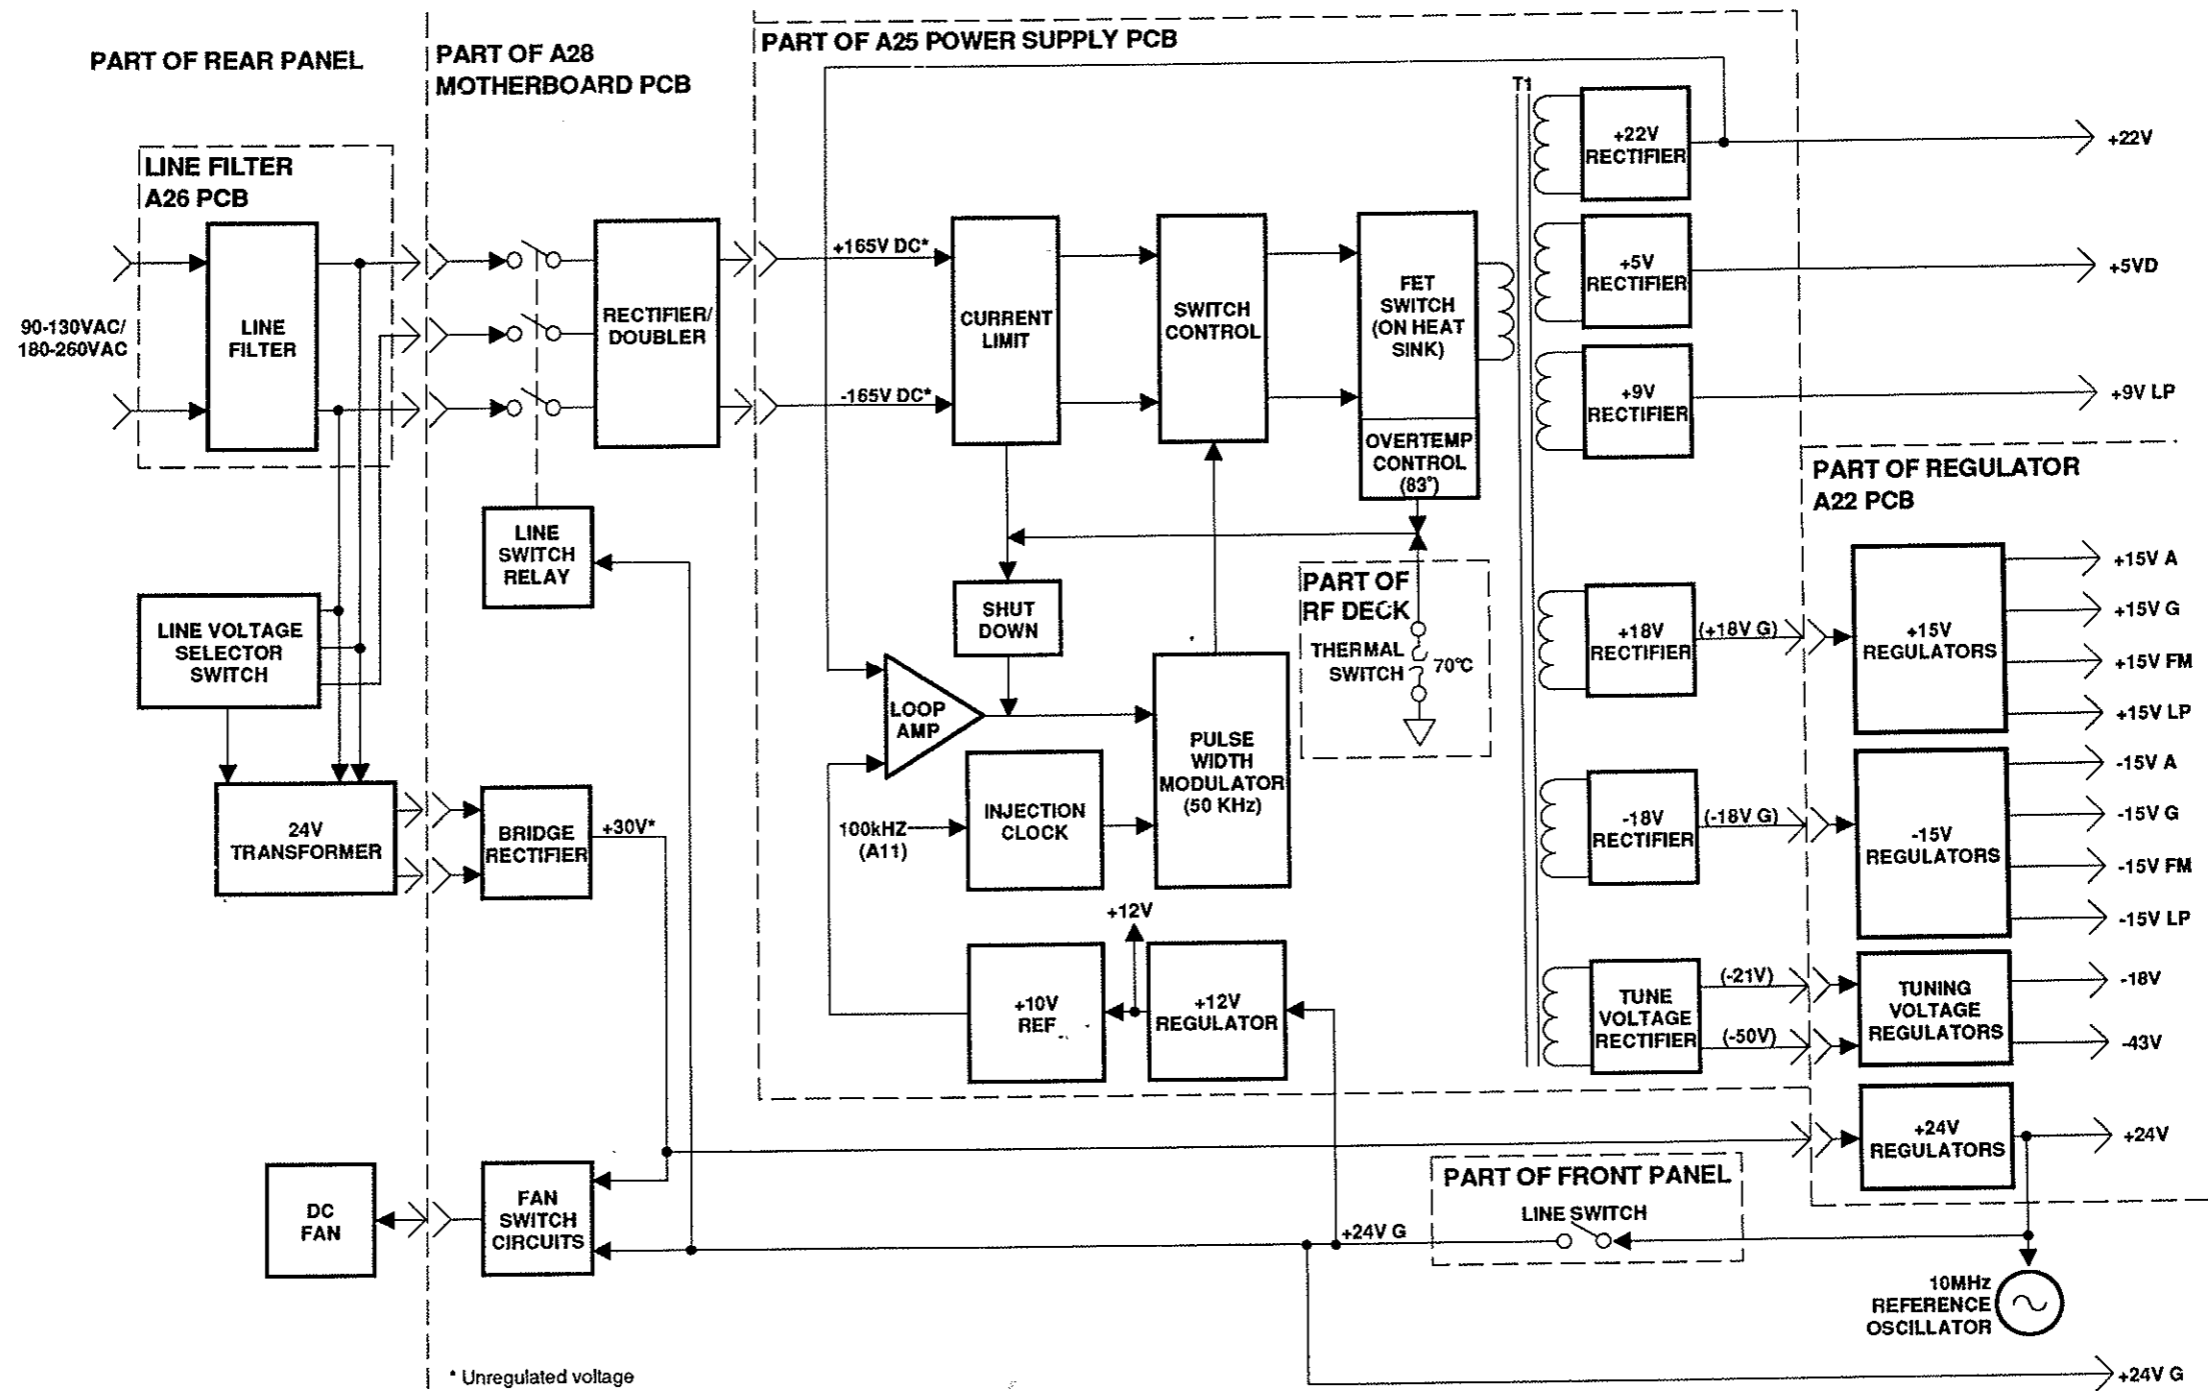 PART OF REAR PANEL
PART OF A28
MOTHERBOARD PCB
PART OF A25 POWER SUPPLY PCB
T1
LINE FILTER
A26 PCB
90-130VAC/
180-260VAC
LINE
FILTER
RECTIFIER/
DOUBLER
+165V DC*
-165V DC*
CURRENT
LIMIT
SWITCH
CONTROL
FET
SWITCH
(ON HEAT
SINK)
OVERTEMP
CONTROL
(83°)
+22V
RECTIFIER
+22V
+5V
RECTIFIER
+5VD
+9V
RECTIFIER
+9V LP
PART OF REGULATOR
A22 PCB
LINE
SWITCH
RELAY
SHUT
DOWN
PART OF
RF DECK
THERMAL
SWITCH
70°C
LINE VOLTAGE
SELECTOR
SWITCH
+18V
RECTIFIER
(+18V G)
+15V
REGULATORS
+15V A
+15V G
+15V FM
+15V LP
LOOP
AMP
PULSE
WIDTH
MODULATOR
(50 KHz)
INJECTION
CLOCK
100kHZ
(A11)
-18V
RECTIFIER
(-18V G)
-15V
REGULATORS
-15V A
-15V G
-15V FM
-15V LP
24V
TRANSFORMER
BRIDGE
RECTIFIER
+30V*
+12V
+10V
REF
+12V
REGULATOR
TUNE
VOLTAGE
RECTIFIER
(-21V)
(-50V)
TUNING
VOLTAGE
REGULATORS
-18V
-43V
+24V
REGULATORS
+24V
DC
FAN
FAN
SWITCH
CIRCUITS
PART OF FRONT PANEL
LINE SWITCH
+24V G
10MHz
REFERENCE
OSCILLATOR
+24V G
* Unregulated voltage